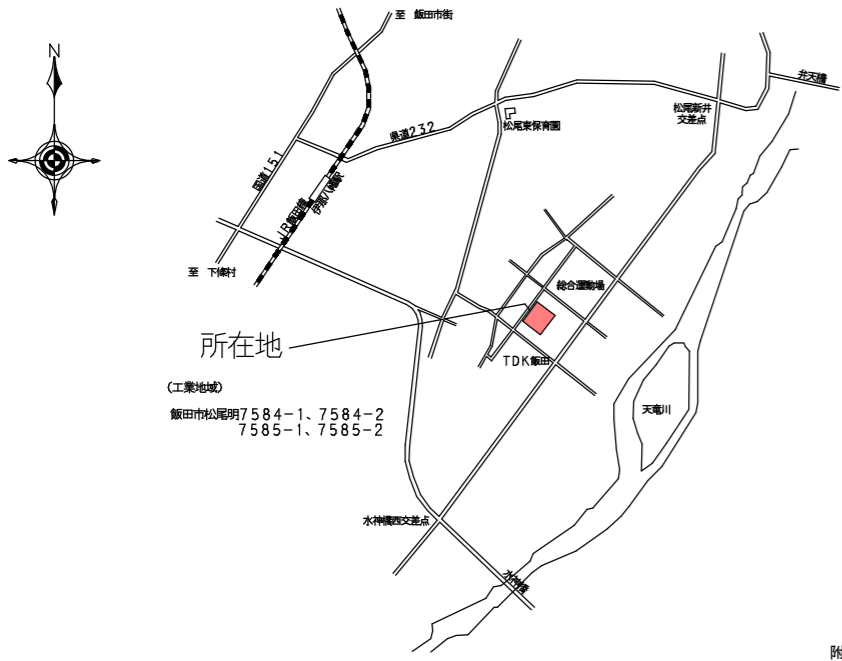 至 飯田市街
N
弁天橋
松尾新井
交差点
松尾東保育園
県道232
国道151
伊那八幡駅
JR飯田線
至 下條村
総合運動場
所在地
TDK飯田
(工業地域)
飯田市松尾明7584-1、7584-2
7585-1、7585-2
天竜川
水神橋西交差点
水神橋
附